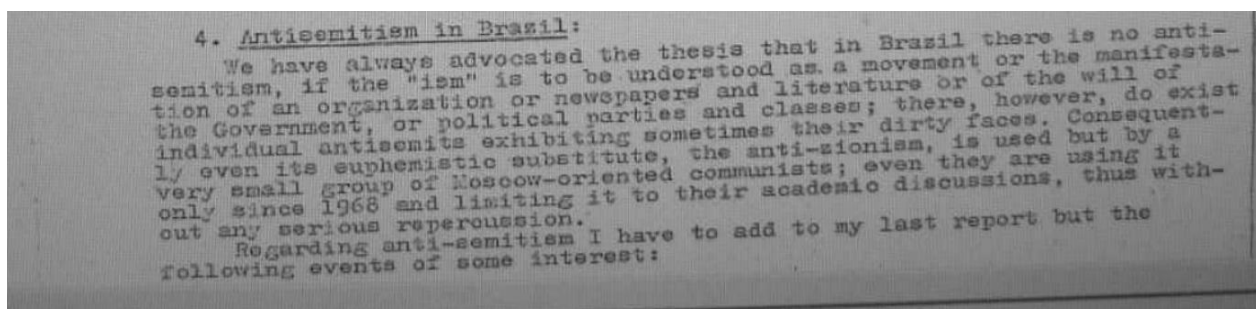 4. Antisemitism in Brazil:
We have always advocated the thesis that in Brazil there is no anti-
semitism, if the "ism" is to be understood as a movement or the manifesta-
tion of an organization or newspapers and literature or of the will of
the Government, or political parties and classes; there, however, do exist
individual antisemits exhibiting sometimes their dirty faces. Consequent-
ly even its euphemistic substitute, the anti-zionism, is used but by a
very small group of Moscow-oriented communists; even they are using it
only since 1968 and limiting it to their academic discussions, thus with-
out any serious repercussion.
Regarding anti-semitism I have to add to my last report but the
following events of some interest: